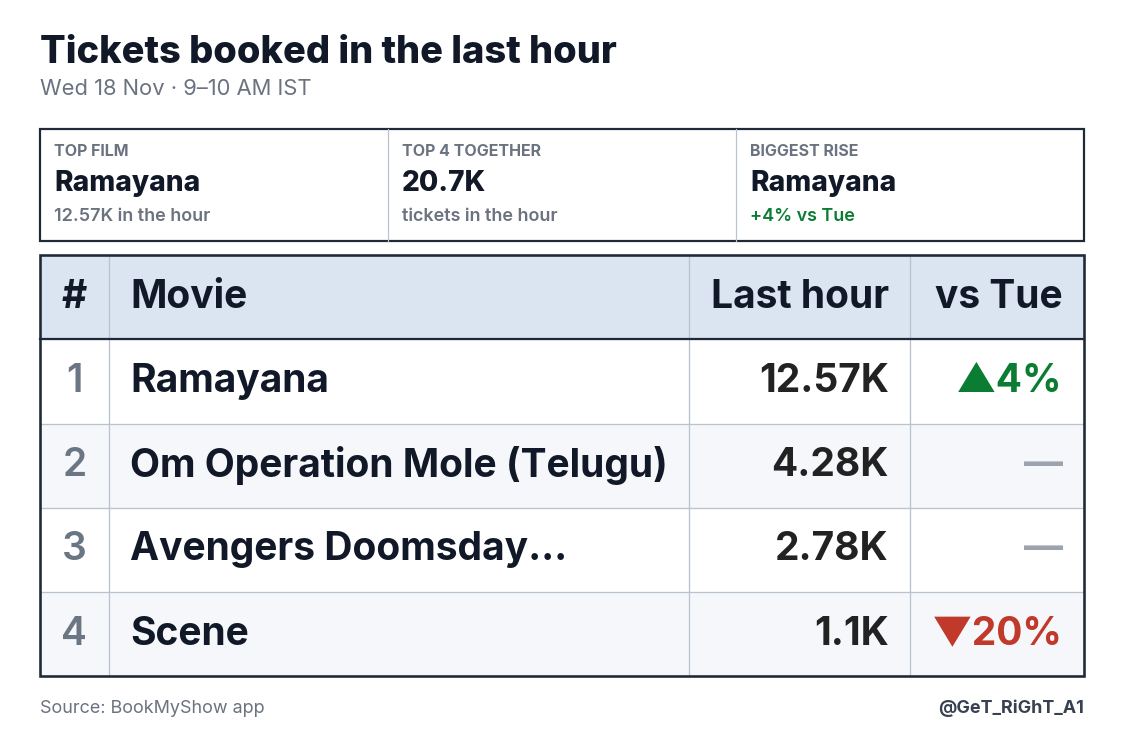 Tickets booked in the last hour
Wed 18 Nov · 9–10 AM IST
TOP FILM
Ramayana
12.57K in the hour
TOP 4 TOGETHER
20.7K
tickets in the hour
BIGGEST RISE
Ramayana
+4% vs Tue
# Movie Last hour vs Tue
1 Ramayana 12.57K ▲4%
2 Om Operation Mole (Telugu) 4.28K —
3 Avengers Doomsday... 2.78K —
4 Scene 1.1K ▼20%
Source: BookMyShow app
@GeT_RiGhT_A1